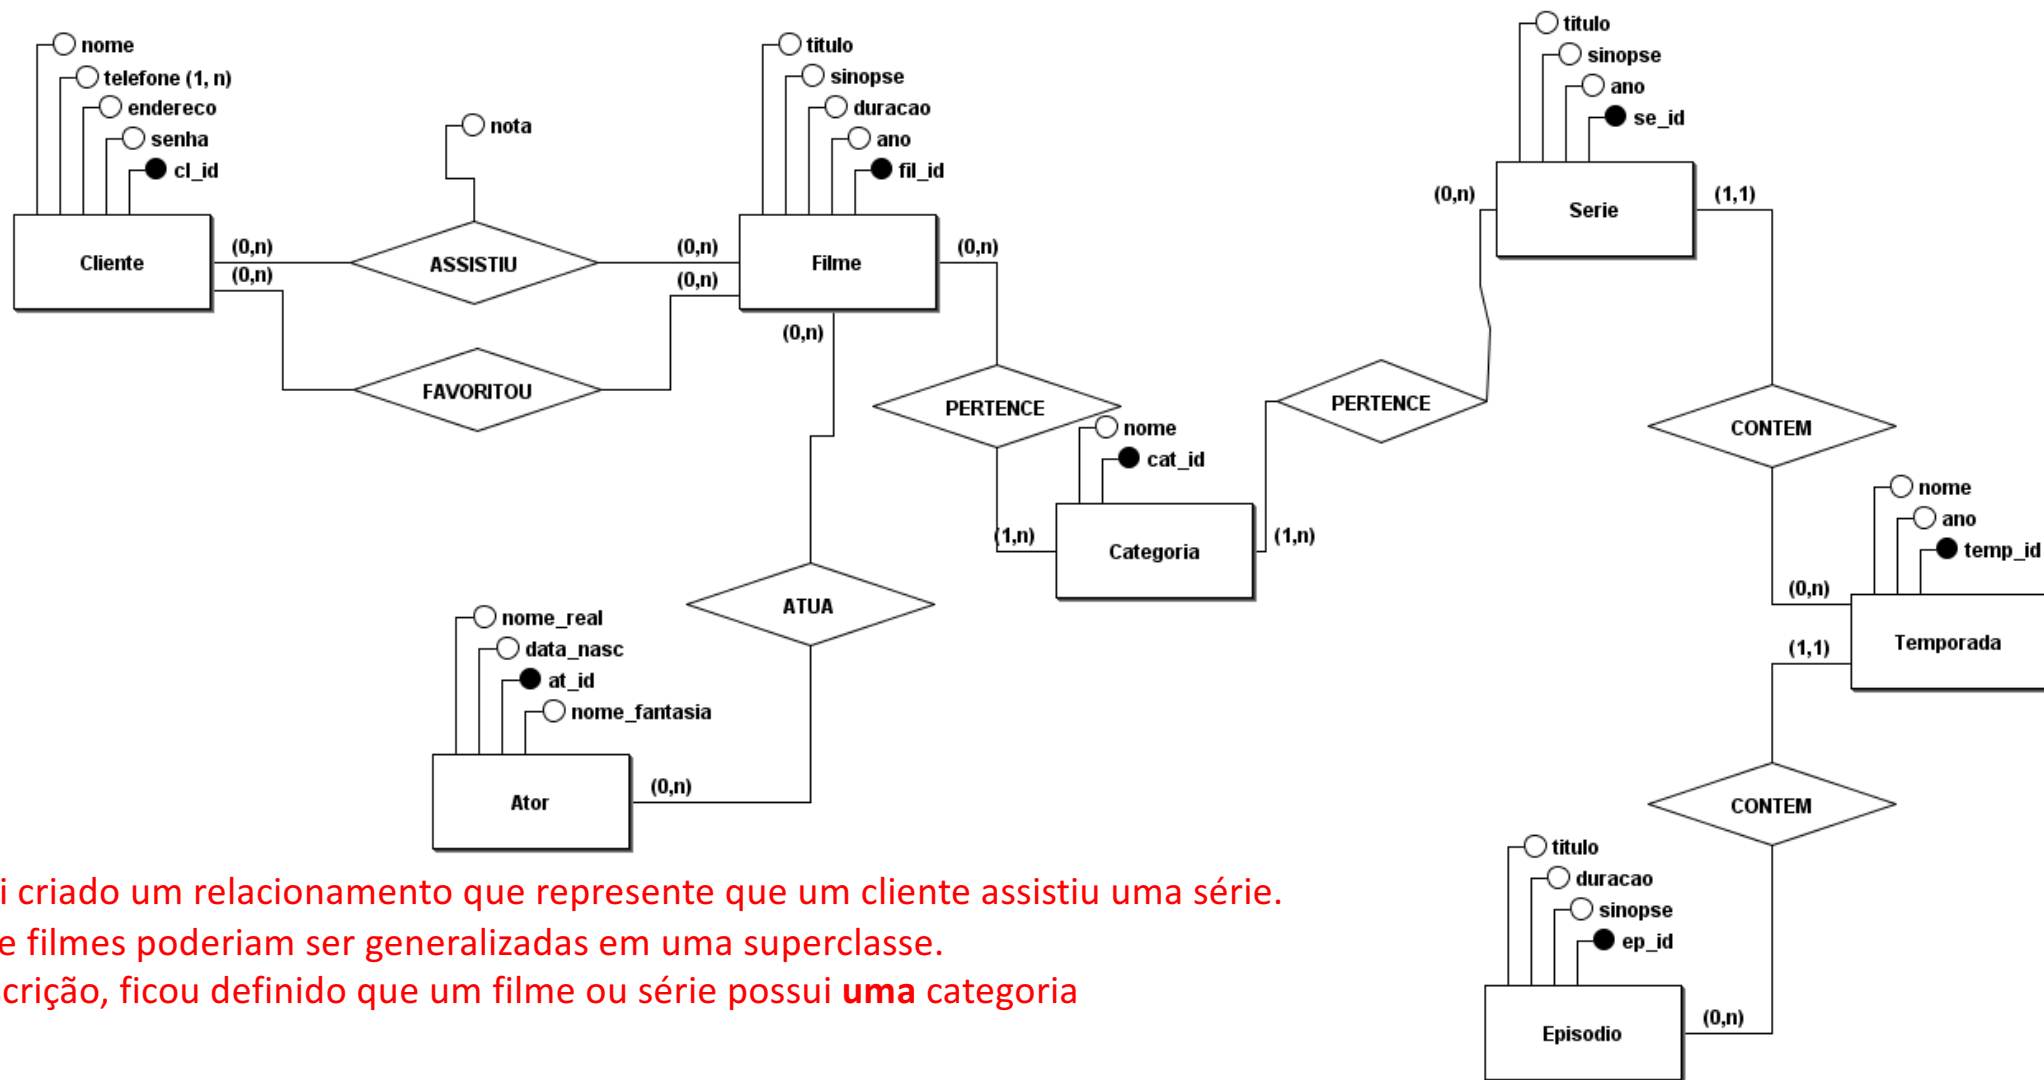 nome
telefone (1, n)
endereco
senha
cl_id
Cliente
(0,n)
(0,n)
nota
ASSISTIU
FAVORITOU
(0,n)
(0,n)
titulo
sinopse
duracao
ano
fil_id
Filme
(0,n)
(0,n)
PERTENCE
(1,n)
nome
cat_id
Categoria
(1,n)
PERTENCE
(0,n)
titulo
sinopse
ano
se_id
Serie
(1,1)
CONTEM
(0,n)
nome
ano
temp_id
Temporada
(1,1)
CONTEM
titulo
duracao
sinopse
ep_id
Episodio
(0,n)
ATUA
nome_real
data_nasc
at_id
nome_fantasia
Ator
(0,n)
i criado um relacionamento que represente que um cliente assistiu uma série.
e filmes poderiam ser generalizadas em uma superclasse.
scrição, ficou definido que um filme ou série possui uma categoria